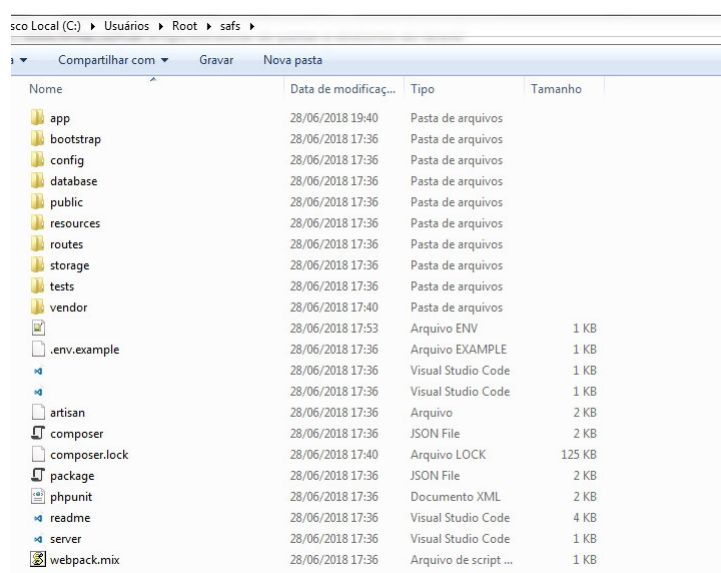 sco Local (C:) ▸ Usuários ▸ Root ▸ safs ▸
Compartilhar com ▾ Gravar Nova pasta
Nome Data de modificaç... Tipo Tamanho
app 28/06/2018 19:40 Pasta de arquivos
bootstrap 28/06/2018 17:36 Pasta de arquivos
config 28/06/2018 17:36 Pasta de arquivos
database 28/06/2018 17:36 Pasta de arquivos
public 28/06/2018 17:36 Pasta de arquivos
resources 28/06/2018 17:36 Pasta de arquivos
routes 28/06/2018 17:36 Pasta de arquivos
storage 28/06/2018 17:36 Pasta de arquivos
tests 28/06/2018 17:36 Pasta de arquivos
vendor 28/06/2018 17:40 Pasta de arquivos
28/06/2018 17:53 Arquivo ENV 1 KB
.env.example 28/06/2018 17:36 Arquivo EXAMPLE 1 KB
28/06/2018 17:36 Visual Studio Code 1 KB
28/06/2018 17:36 Visual Studio Code 1 KB
artisan 28/06/2018 17:36 Arquivo 2 KB
composer 28/06/2018 17:36 JSON File 2 KB
composer.lock 28/06/2018 17:40 Arquivo LOCK 125 KB
package 28/06/2018 17:36 JSON File 2 KB
phpunit 28/06/2018 17:36 Documento XML 2 KB
readme 28/06/2018 17:36 Visual Studio Code 4 KB
server 28/06/2018 17:36 Visual Studio Code 1 KB
webpack.mix 28/06/2018 17:36 Arquivo de script ... 1 KB